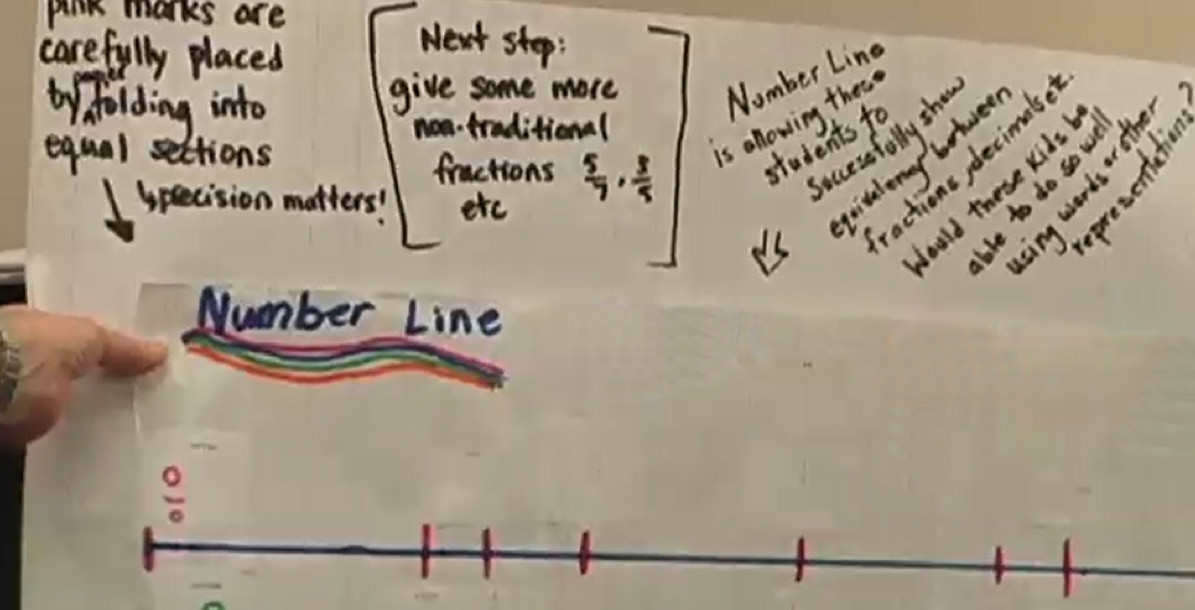 pink marks are
carefully placed
by paper folding into
equal sections
↳ precision matters!
Next step:
give some more
non-traditional
fractions 5/7, 3/5
etc
Number Line
is allowing these
students to
successfully show
equivalency between
fractions, decimals etc.
Would these kids be
able to do so well
using words or other
representations?
Number Line
0/0